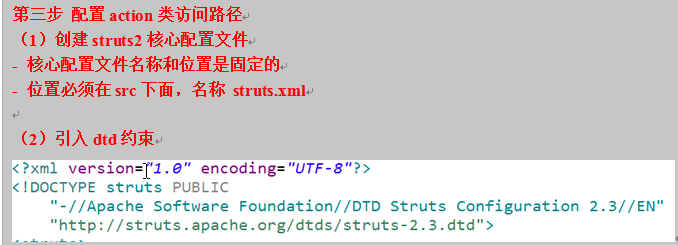 第三步 配置 action 类访问路径
（1）创建 struts2 核心配置文件
- 核心配置文件名称和位置是固定的
- 位置必须在 src 下面，名称 struts.xml
（2）引入 dtd 约束
<?xml version="1.0" encoding="UTF-8"?>
<!DOCTYPE struts PUBLIC
"-//Apache Software Foundation//DTD Struts Configuration 2.3//EN"
"http://struts.apache.org/dtds/struts-2.3.dtd">